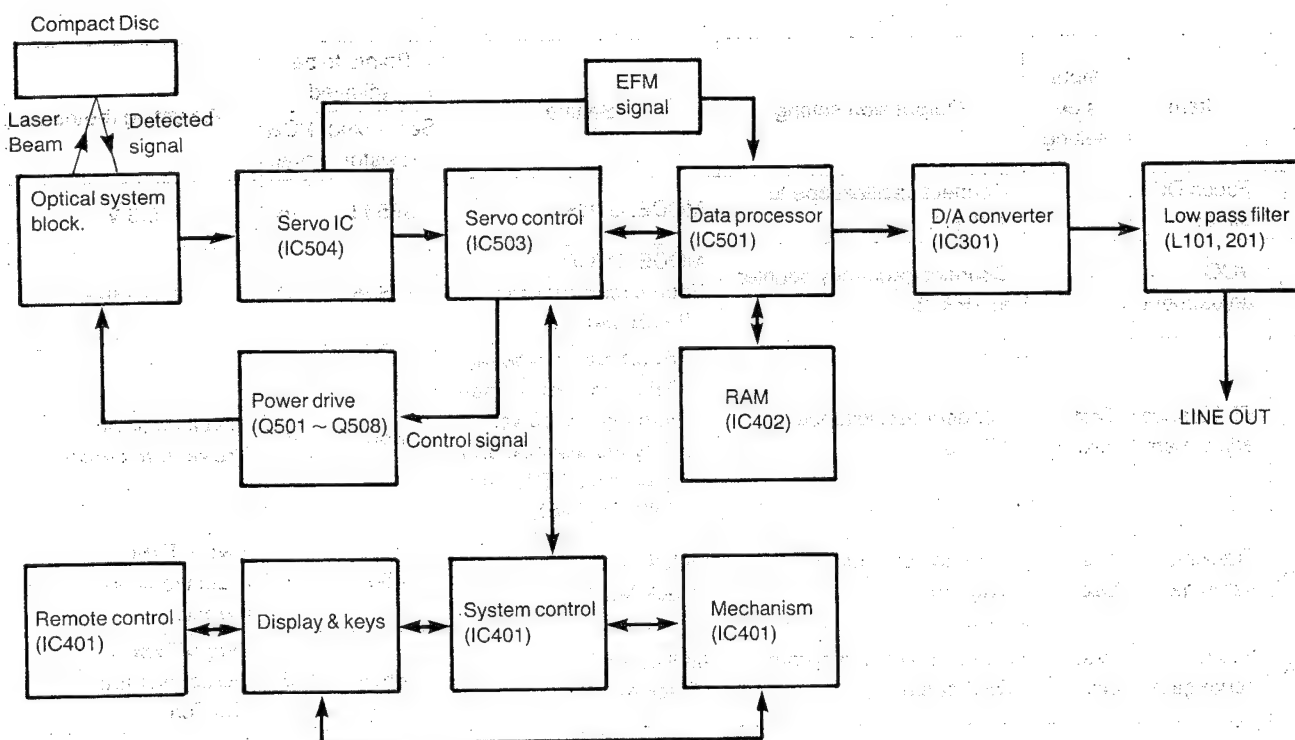 Compact Disc
EFM
signal
Laser
Beam
Detected
signal
Optical system
block.
Servo IC
(IC504)
Servo control
(IC503)
Data processor
(IC501)
D/A converter
(IC301)
Low pass filter
(L101, 201)
Power drive
(Q501 ~ Q508)
Control signal
RAM
(IC402)
LINE OUT
Remote control
(IC401)
Display & keys
System control
(IC401)
Mechanism
(IC401)